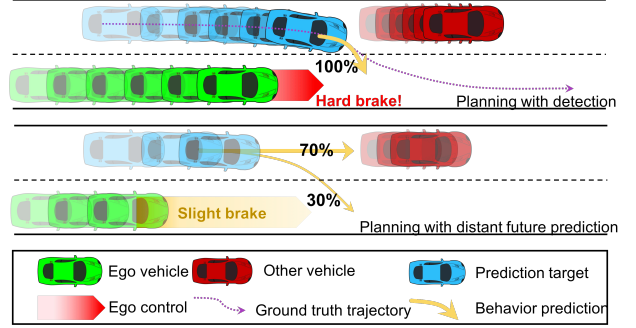 100%
Hard brake!
Planning with detection
70%
30%
Slight brake
Planning with distant future prediction
Ego vehicle
Other vehicle
Prediction target
Ego control
Ground truth trajectory
Behavior prediction